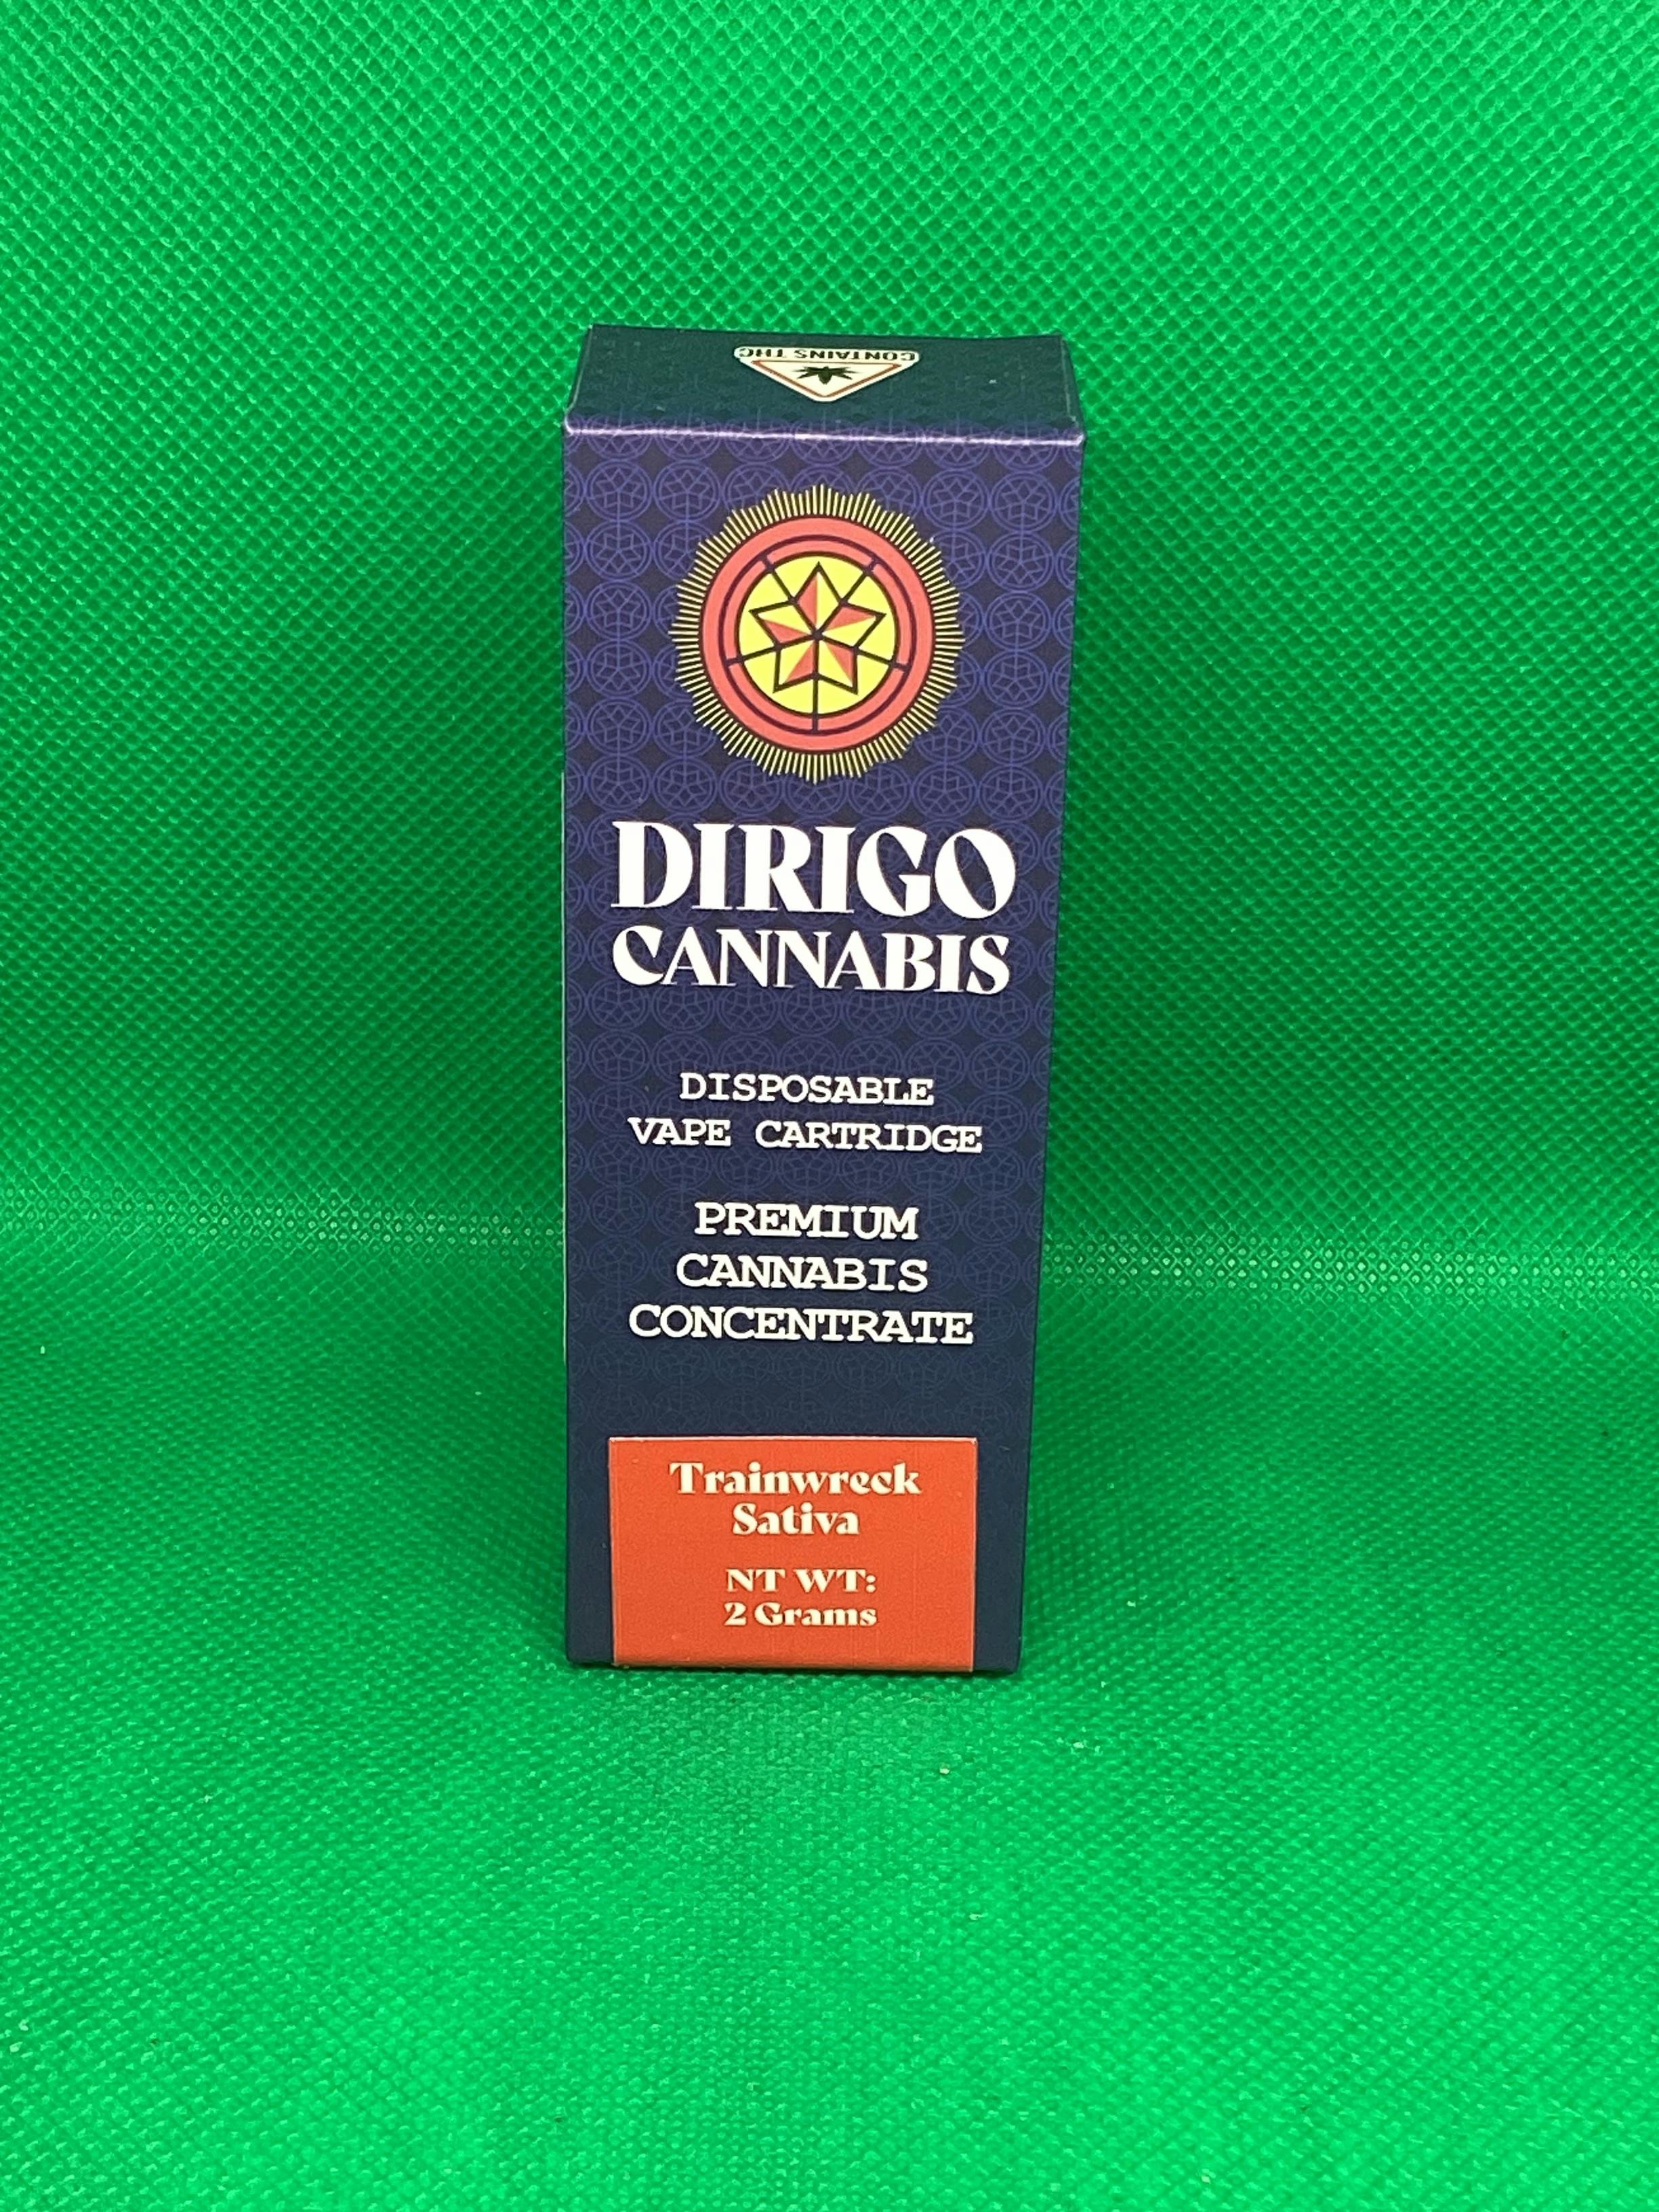 CONTAINS THC
DIRIGO
CANNABIS
DISPOSABLE
VAPE CARTRIDGE
PREMIUM
CANNABIS
CONCENTRATE
Trainwreck
Sativa
NT WT:
2 Grams